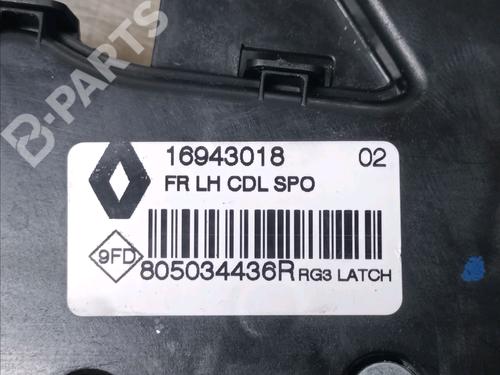 B-PARTS
16943018 02
FR LH CDL SPO
9FD 805034436R RG3 LATCH